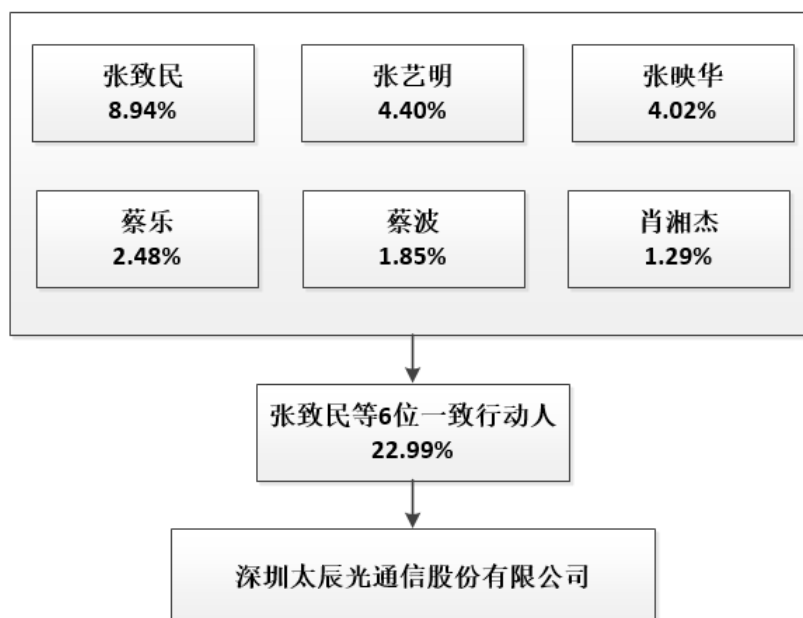 张致民
8.94%
张艺明
4.40%
张映华
4.02%
蔡乐
2.48%
蔡波
1.85%
肖湘杰
1.29%
张致民等6位一致行动人
22.99%
深圳太辰光通信股份有限公司